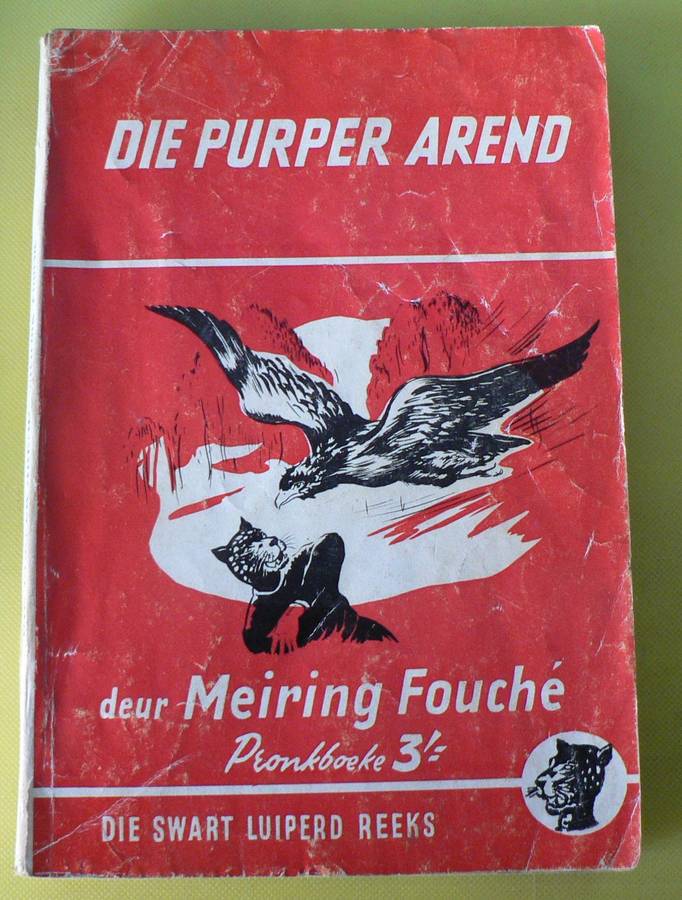 DIE PURPER AREND
deur Meiring Fouché
Pronkboeke 3/-
DIE SWART LUIPERD REEKS